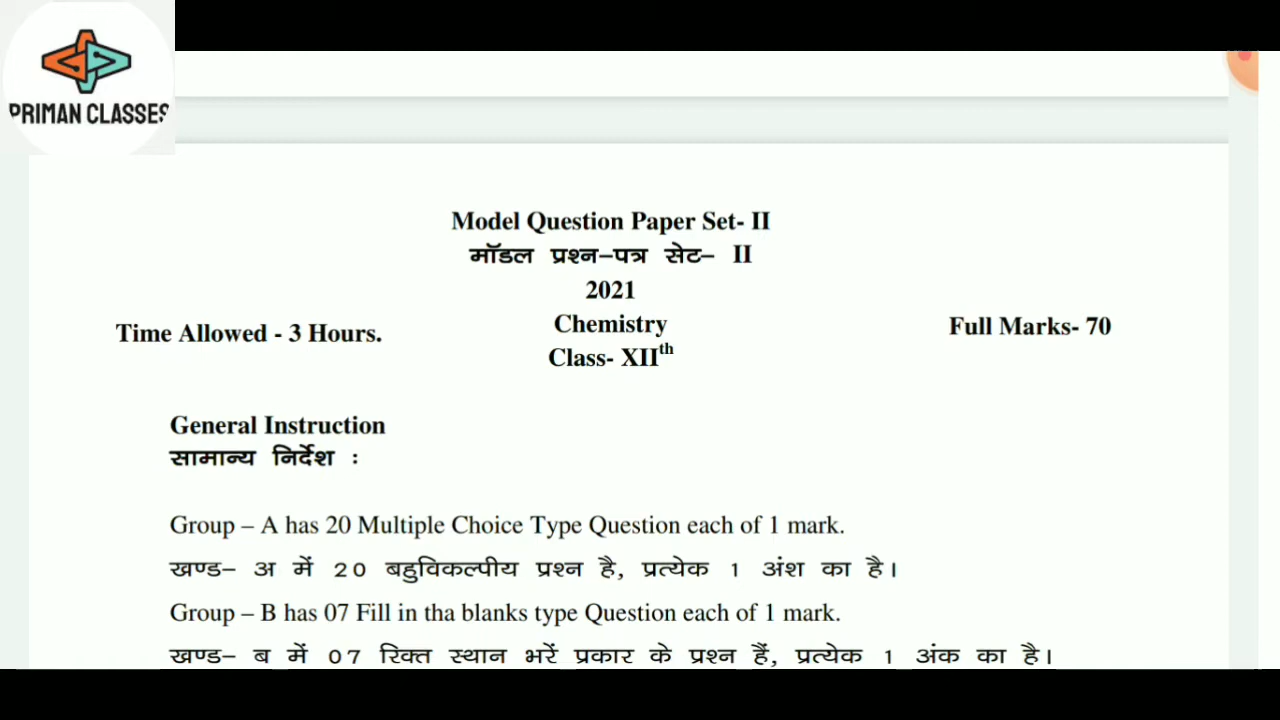 PRIMAN CLASSES
Model Question Paper Set- II
मॉडल प्रश्न–पत्र सेट– II
2021
Time Allowed - 3 Hours.
Chemistry
Full Marks- 70
Class- XIIth
General Instruction
सामान्य निर्देश :
Group – A has 20 Multiple Choice Type Question each of 1 mark.
खण्ड– अ में 20 बहुविकल्पीय प्रश्न है, प्रत्येक 1 अंश का है।
Group – B has 07 Fill in tha blanks type Question each of 1 mark.
खण्ड– ब में 07 रिक्त स्थान भरें प्रकार के प्रश्न हैं, प्रत्येक 1 अंक का है।